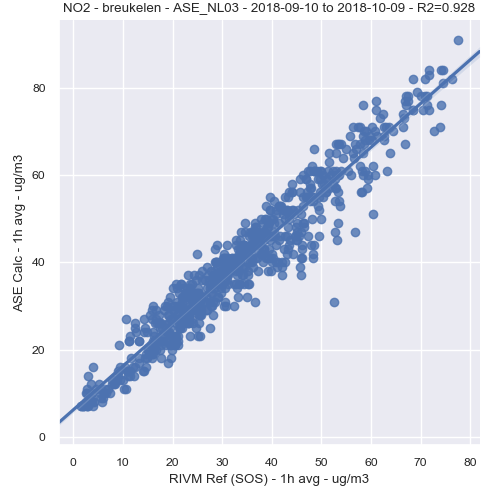 NO2 - breukelen - ASE_NL03 - 2018-09-10 to 2018-10-09 - R2=0.928
80
60
40
20
0
ASE Calc - 1h avg - ug/m3
0 10 20 30 40 50 60 70 80
RIVM Ref (SOS) - 1h avg - ug/m3